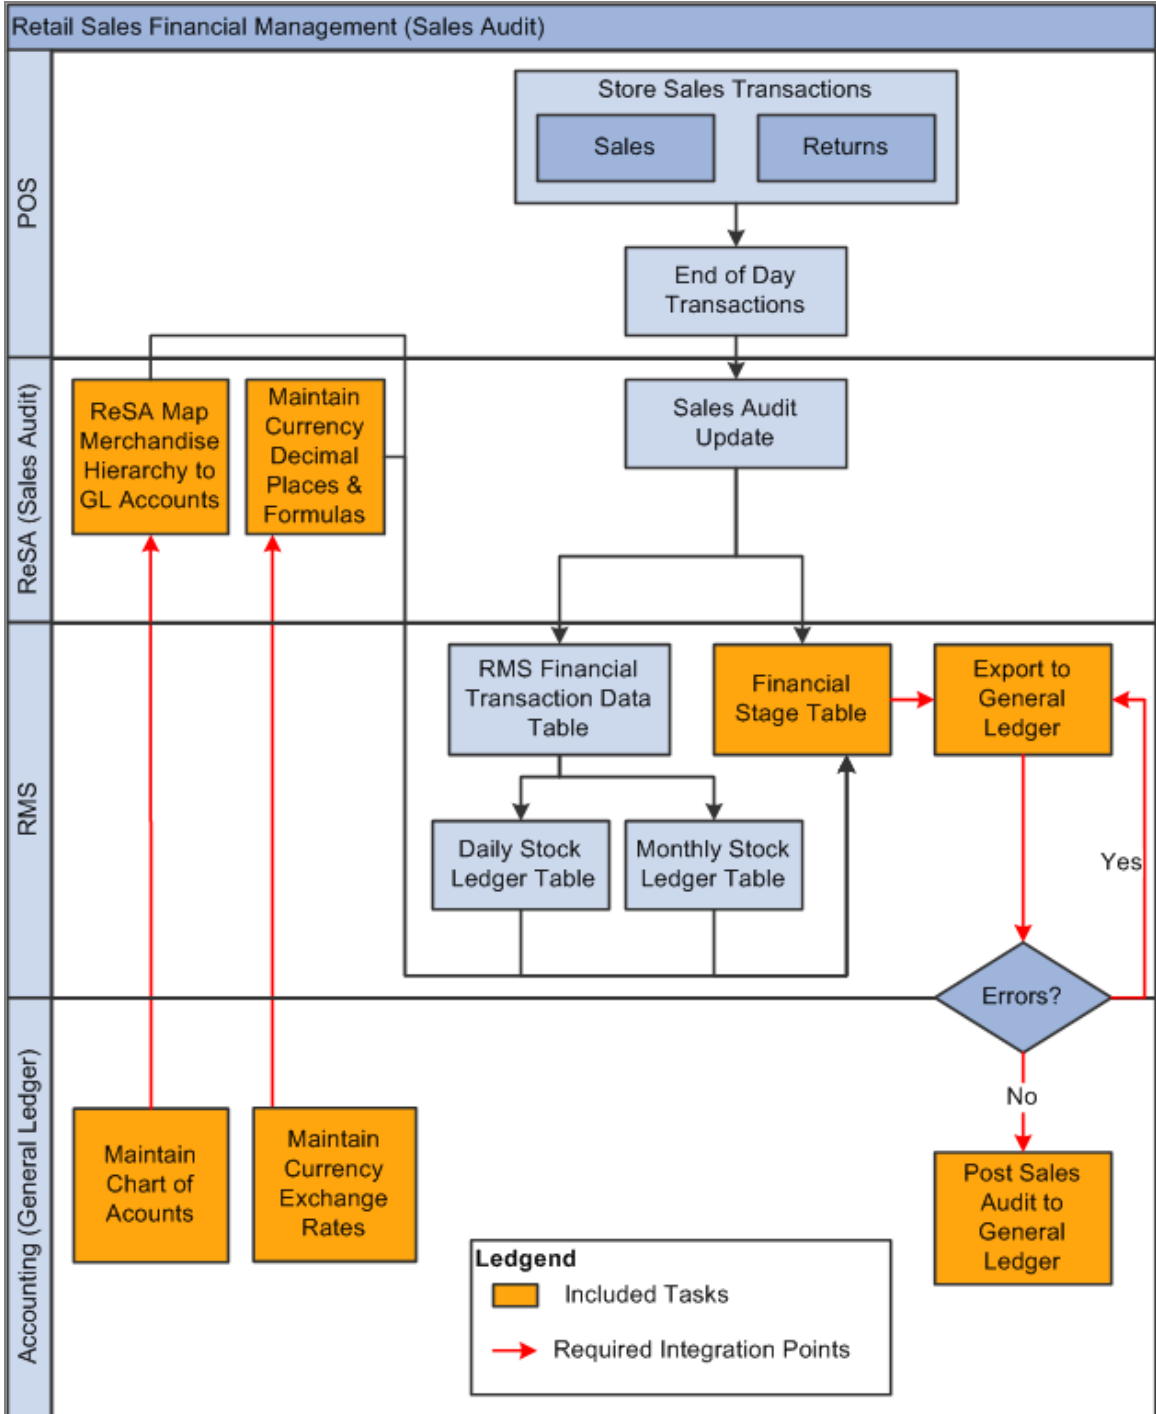 Retail Sales Financial Management (Sales Audit)
POS
Store Sales Transactions
Sales
Returns
End of Day
Transactions
ReSA (Sales Audit)
ReSA Map
Merchandise
Hierarchy to
GL Accounts
Maintain
Currency
Decimal
Places &
Formulas
Sales Audit
Update
RMS
RMS Financial
Transaction Data
Table
Financial
Stage Table
Export to
General
Ledger
Daily Stock
Ledger Table
Monthly Stock
Ledger Table
Yes
Errors?
No
Accounting (General Ledger)
Maintain
Chart of
Acounts
Maintain
Currency
Exchange
Rates
Post Sales
Audit to
General
Ledger
Ledgend
Included Tasks
Required Integration Points